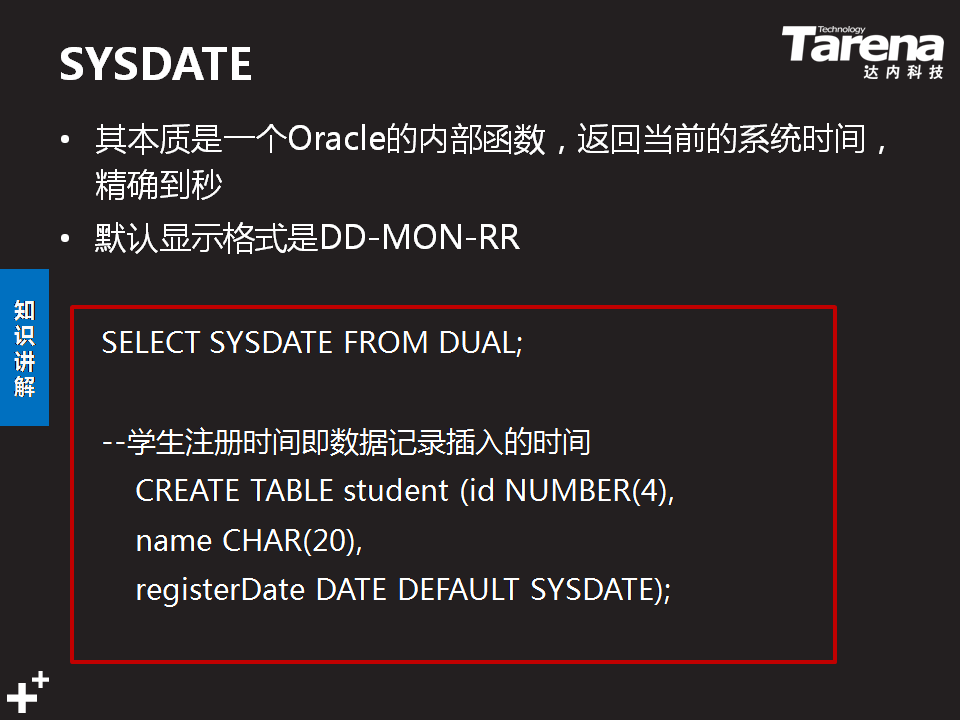 SYSDATE
Technology
Tarena
达内科技
• 其本质是一个Oracle的内部函数，返回当前的系统时间，
精确到秒
• 默认显示格式是DD-MON-RR
知识讲解
SELECT SYSDATE FROM DUAL;
--学生注册时间即数据记录插入的时间
CREATE TABLE student (id NUMBER(4),
name CHAR(20),
registerDate DATE DEFAULT SYSDATE);